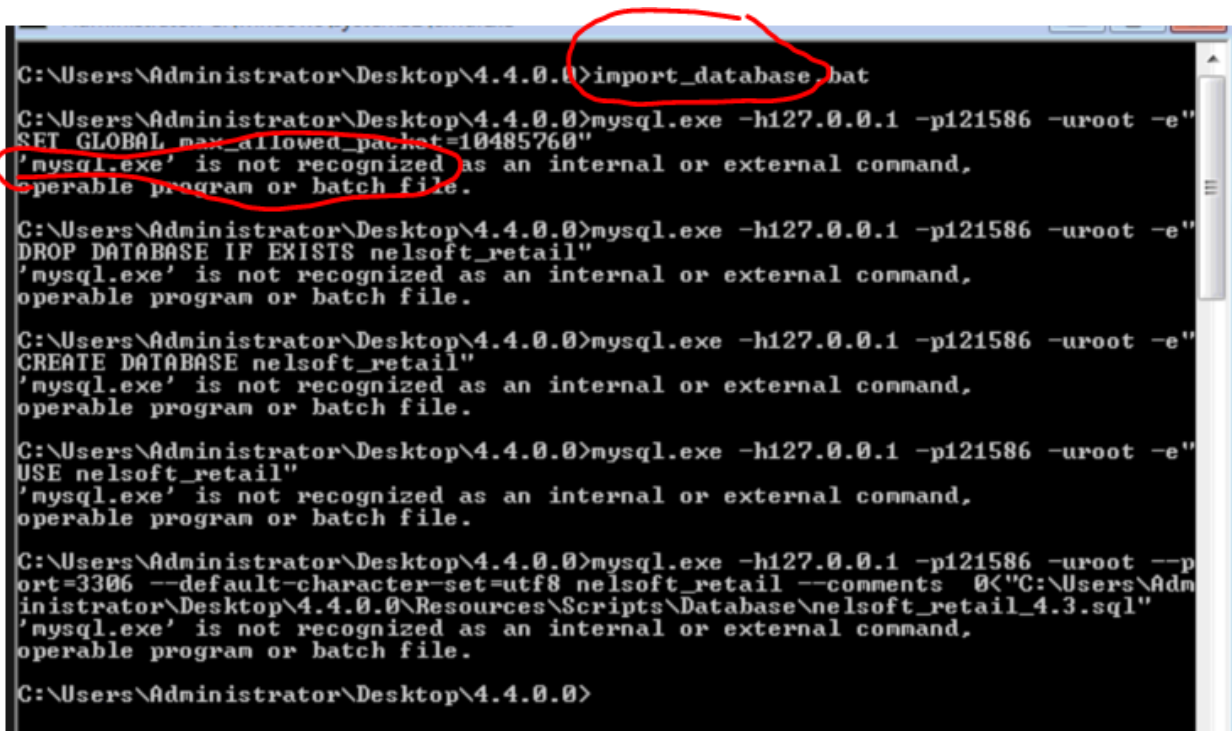 C:\Users\Administrator\Desktop\4.4.0.0>import_database.bat
C:\Users\Administrator\Desktop\4.4.0.0>mysql.exe -h127.0.0.1 -p121586 -uroot -e"
SET GLOBAL max_allowed_packet=10485760"
'mysql.exe' is not recognized as an internal or external command,
operable program or batch file.
C:\Users\Administrator\Desktop\4.4.0.0>mysql.exe -h127.0.0.1 -p121586 -uroot -e"
DROP DATABASE IF EXISTS nelsoft_retail"
'mysql.exe' is not recognized as an internal or external command,
operable program or batch file.
C:\Users\Administrator\Desktop\4.4.0.0>mysql.exe -h127.0.0.1 -p121586 -uroot -e"
CREATE DATABASE nelsoft_retail"
'mysql.exe' is not recognized as an internal or external command,
operable program or batch file.
C:\Users\Administrator\Desktop\4.4.0.0>mysql.exe -h127.0.0.1 -p121586 -uroot -e"
USE nelsoft_retail"
'mysql.exe' is not recognized as an internal or external command,
operable program or batch file.
C:\Users\Administrator\Desktop\4.4.0.0>mysql.exe -h127.0.0.1 -p121586 -uroot --p
ort=3306 --default-character-set=utf8 nelsoft_retail --comments  0<"C:\Users\Adm
inistrator\Desktop\4.4.0.0\Resources\Scripts\Database\nelsoft_retail_4.3.sql"
'mysql.exe' is not recognized as an internal or external command,
operable program or batch file.
C:\Users\Administrator\Desktop\4.4.0.0>